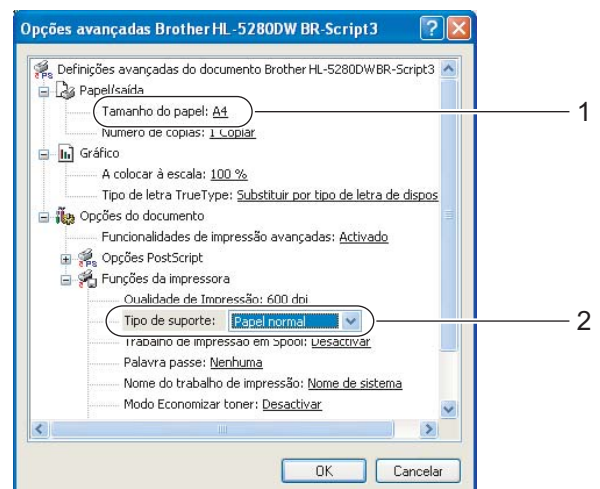 Opções avançadas Brother HL-5280DW BR-Script3
Definições avançadas do documento Brother HL-5280DW BR-Script3
Papel/saída
Tamanho do papel: A4
1
Número de cópias: 1 Copiar
Gráfico
A colocar à escala: 100 %
Tipo de letra TrueType: Substituir por tipo de letra de dispos
Opções do documento
Funcionalidades de impressão avançadas: Activado
Opções PostScript
Funções da impressora
Qualidade de Impressão: 600 dpi
Tipo de suporte: Papel normal
2
Trabalho de impressão em Spool: Desactivar
Palavra passe: Nenhuma
Nome do trabalho de impressão: Nome de sistema
Modo Economizar toner: Desactivar
OK
Cancelar